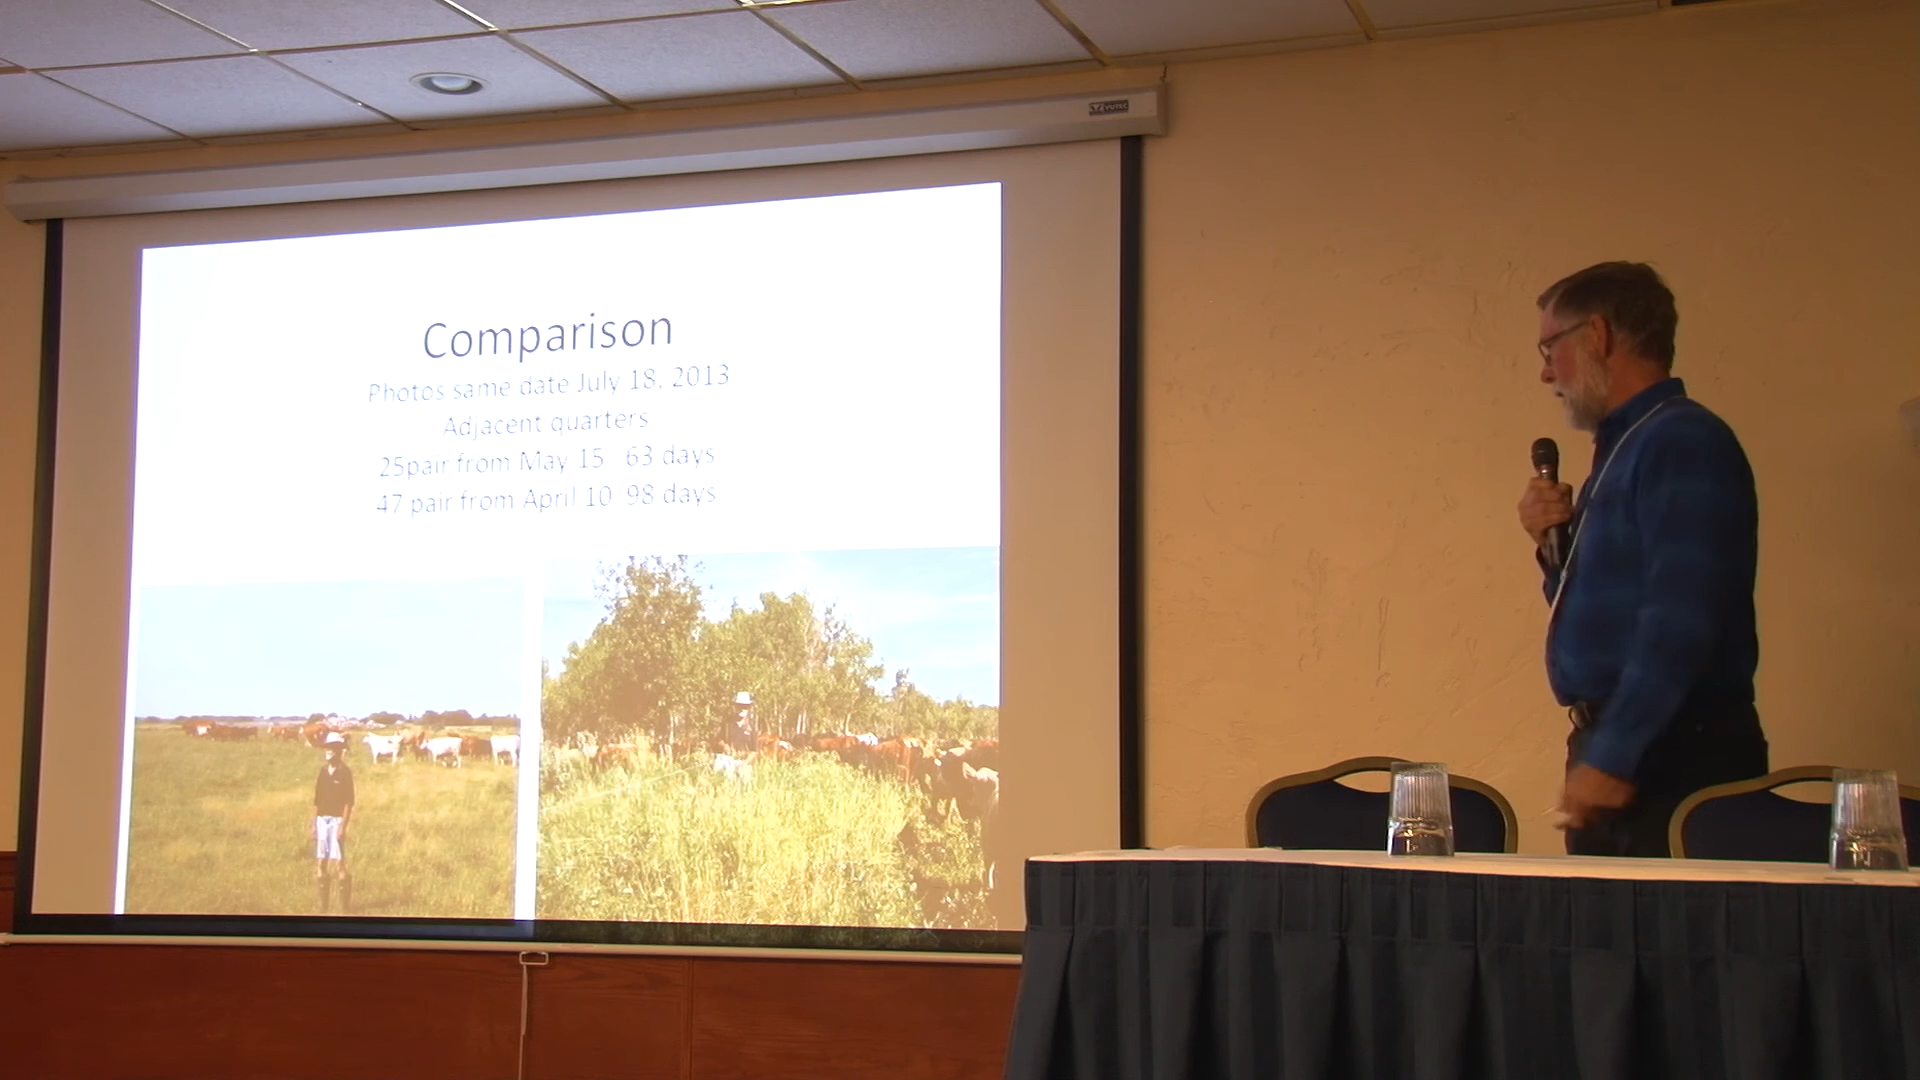 VUTEC
Comparison
Photos same date July 18, 2013
Adjacent quarters
25pair from May 15 63 days
47 pair from April 10 98 days